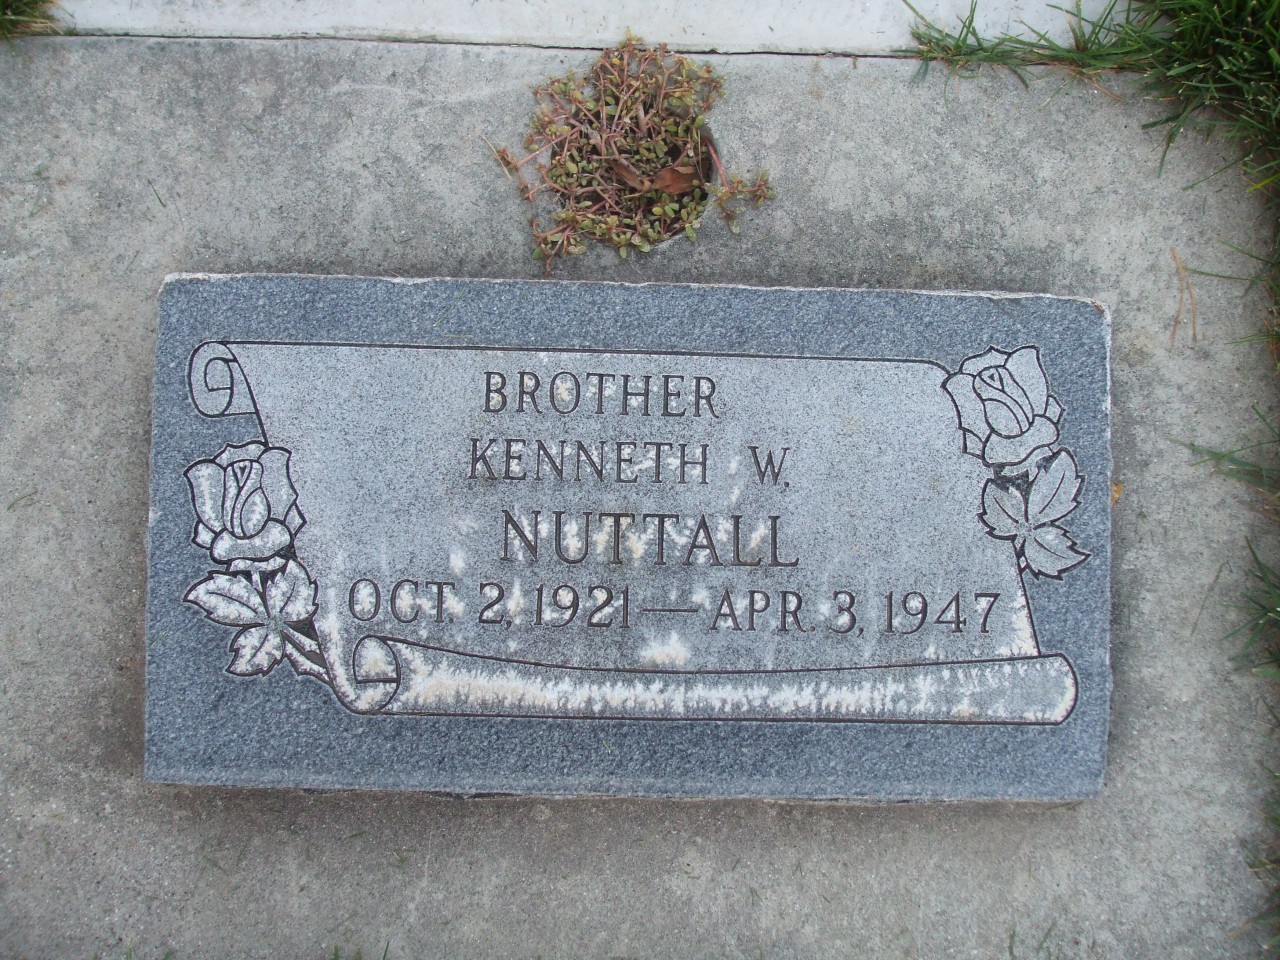 BROTHER
KENNETH W.
NUTTALL
OCT. 2, 1921 — APR. 3, 1947